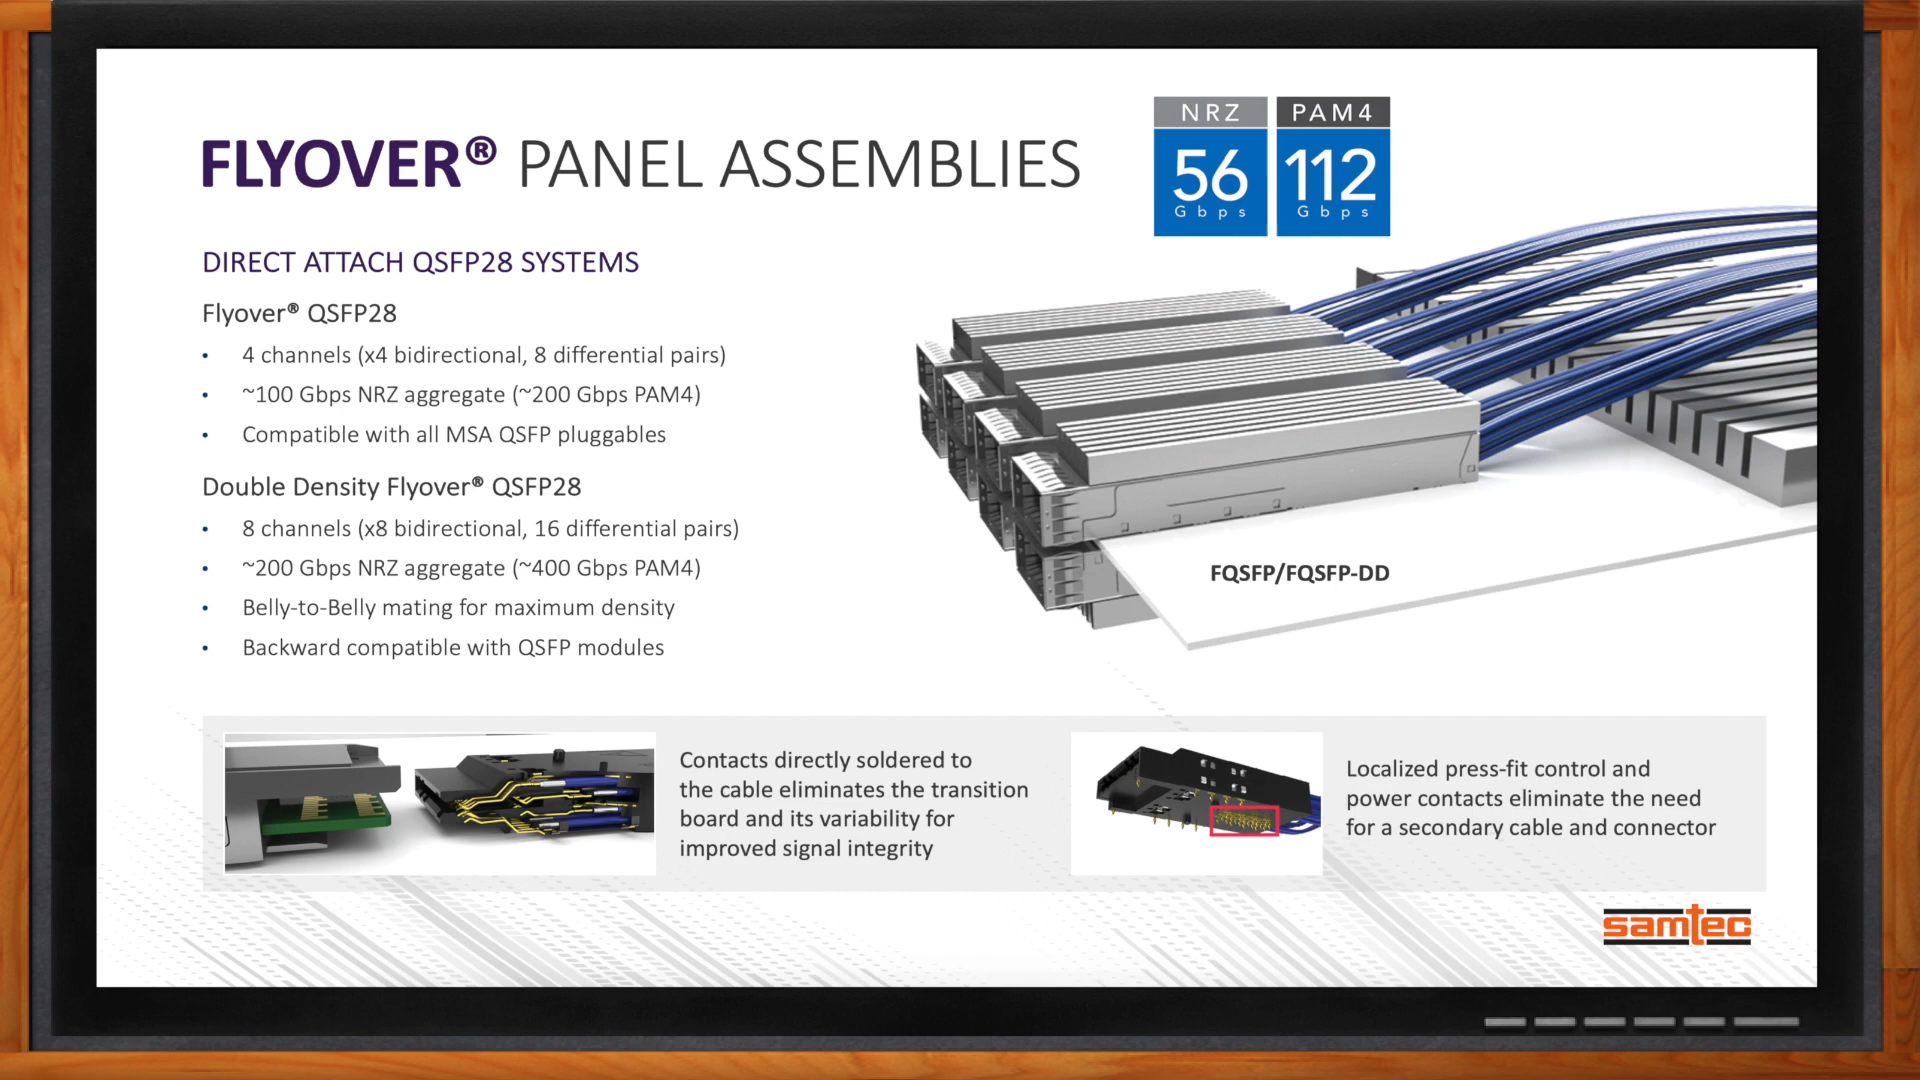 FLYOVER® PANEL ASSEMBLIES
NRZ
56
Gbps
PAM4
112
Gbps
DIRECT ATTACH QSFP28 SYSTEMS
Flyover® QSFP28
• 4 channels (x4 bidirectional, 8 differential pairs)
• ~100 Gbps NRZ aggregate (~200 Gbps PAM4)
• Compatible with all MSA QSFP pluggables
Double Density Flyover® QSFP28
• 8 channels (x8 bidirectional, 16 differential pairs)
• ~200 Gbps NRZ aggregate (~400 Gbps PAM4)
• Belly-to-Belly mating for maximum density
• Backward compatible with QSFP modules
FQSFP/FQSFP-DD
Contacts directly soldered to
the cable eliminates the transition
board and its variability for
improved signal integrity
Localized press-fit control and
power contacts eliminate the need
for a secondary cable and connector
samtec